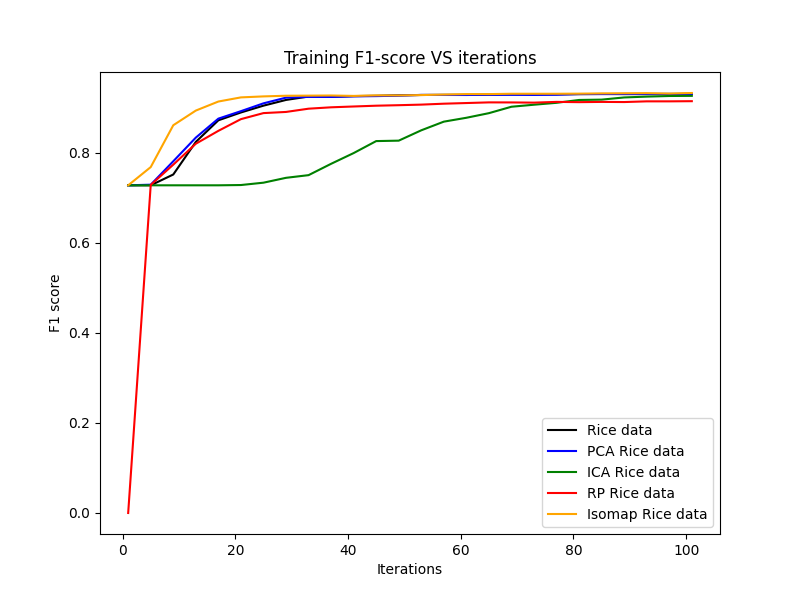 Training F1-score VS iterations
F1 score
0.8
0.6
0.4
0.2
0.0
0 20 40 60 80 100
Iterations
Rice data
PCA Rice data
ICA Rice data
RP Rice data
Isomap Rice data